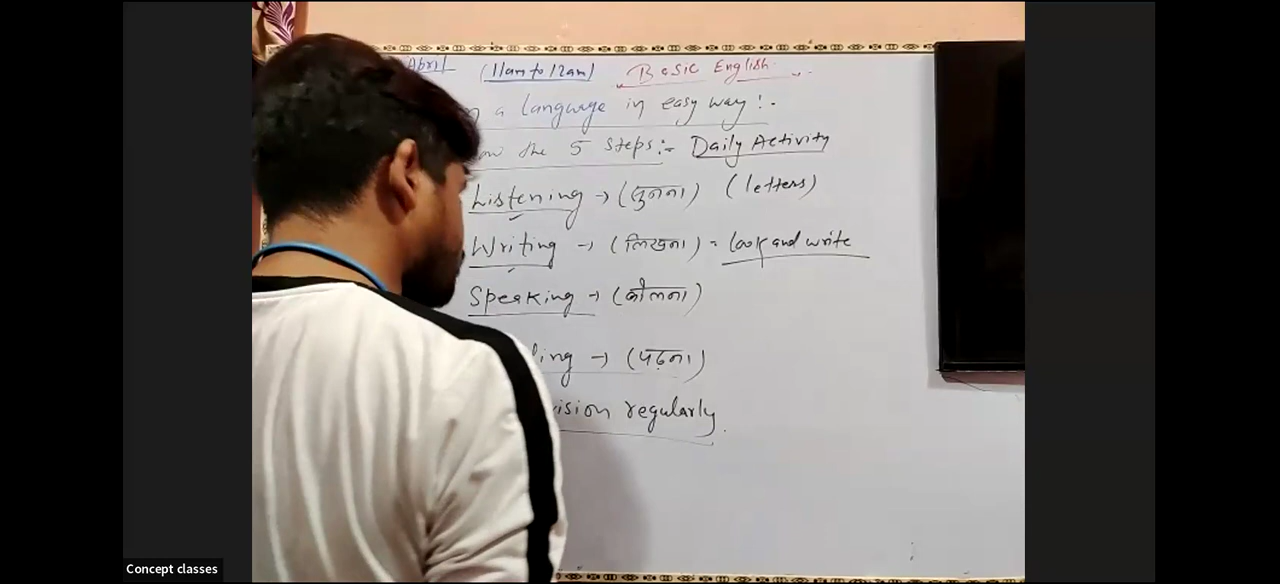 April (11am to 12am) Basic English
a language in easy way !.
the 5 steps :- Daily Activity
Listening → (सुनना) (letters)
Writing → (लिखना) = Look and write
Speaking → (बोलना)
→ (पढ़ना)
regularly.
Concept classes